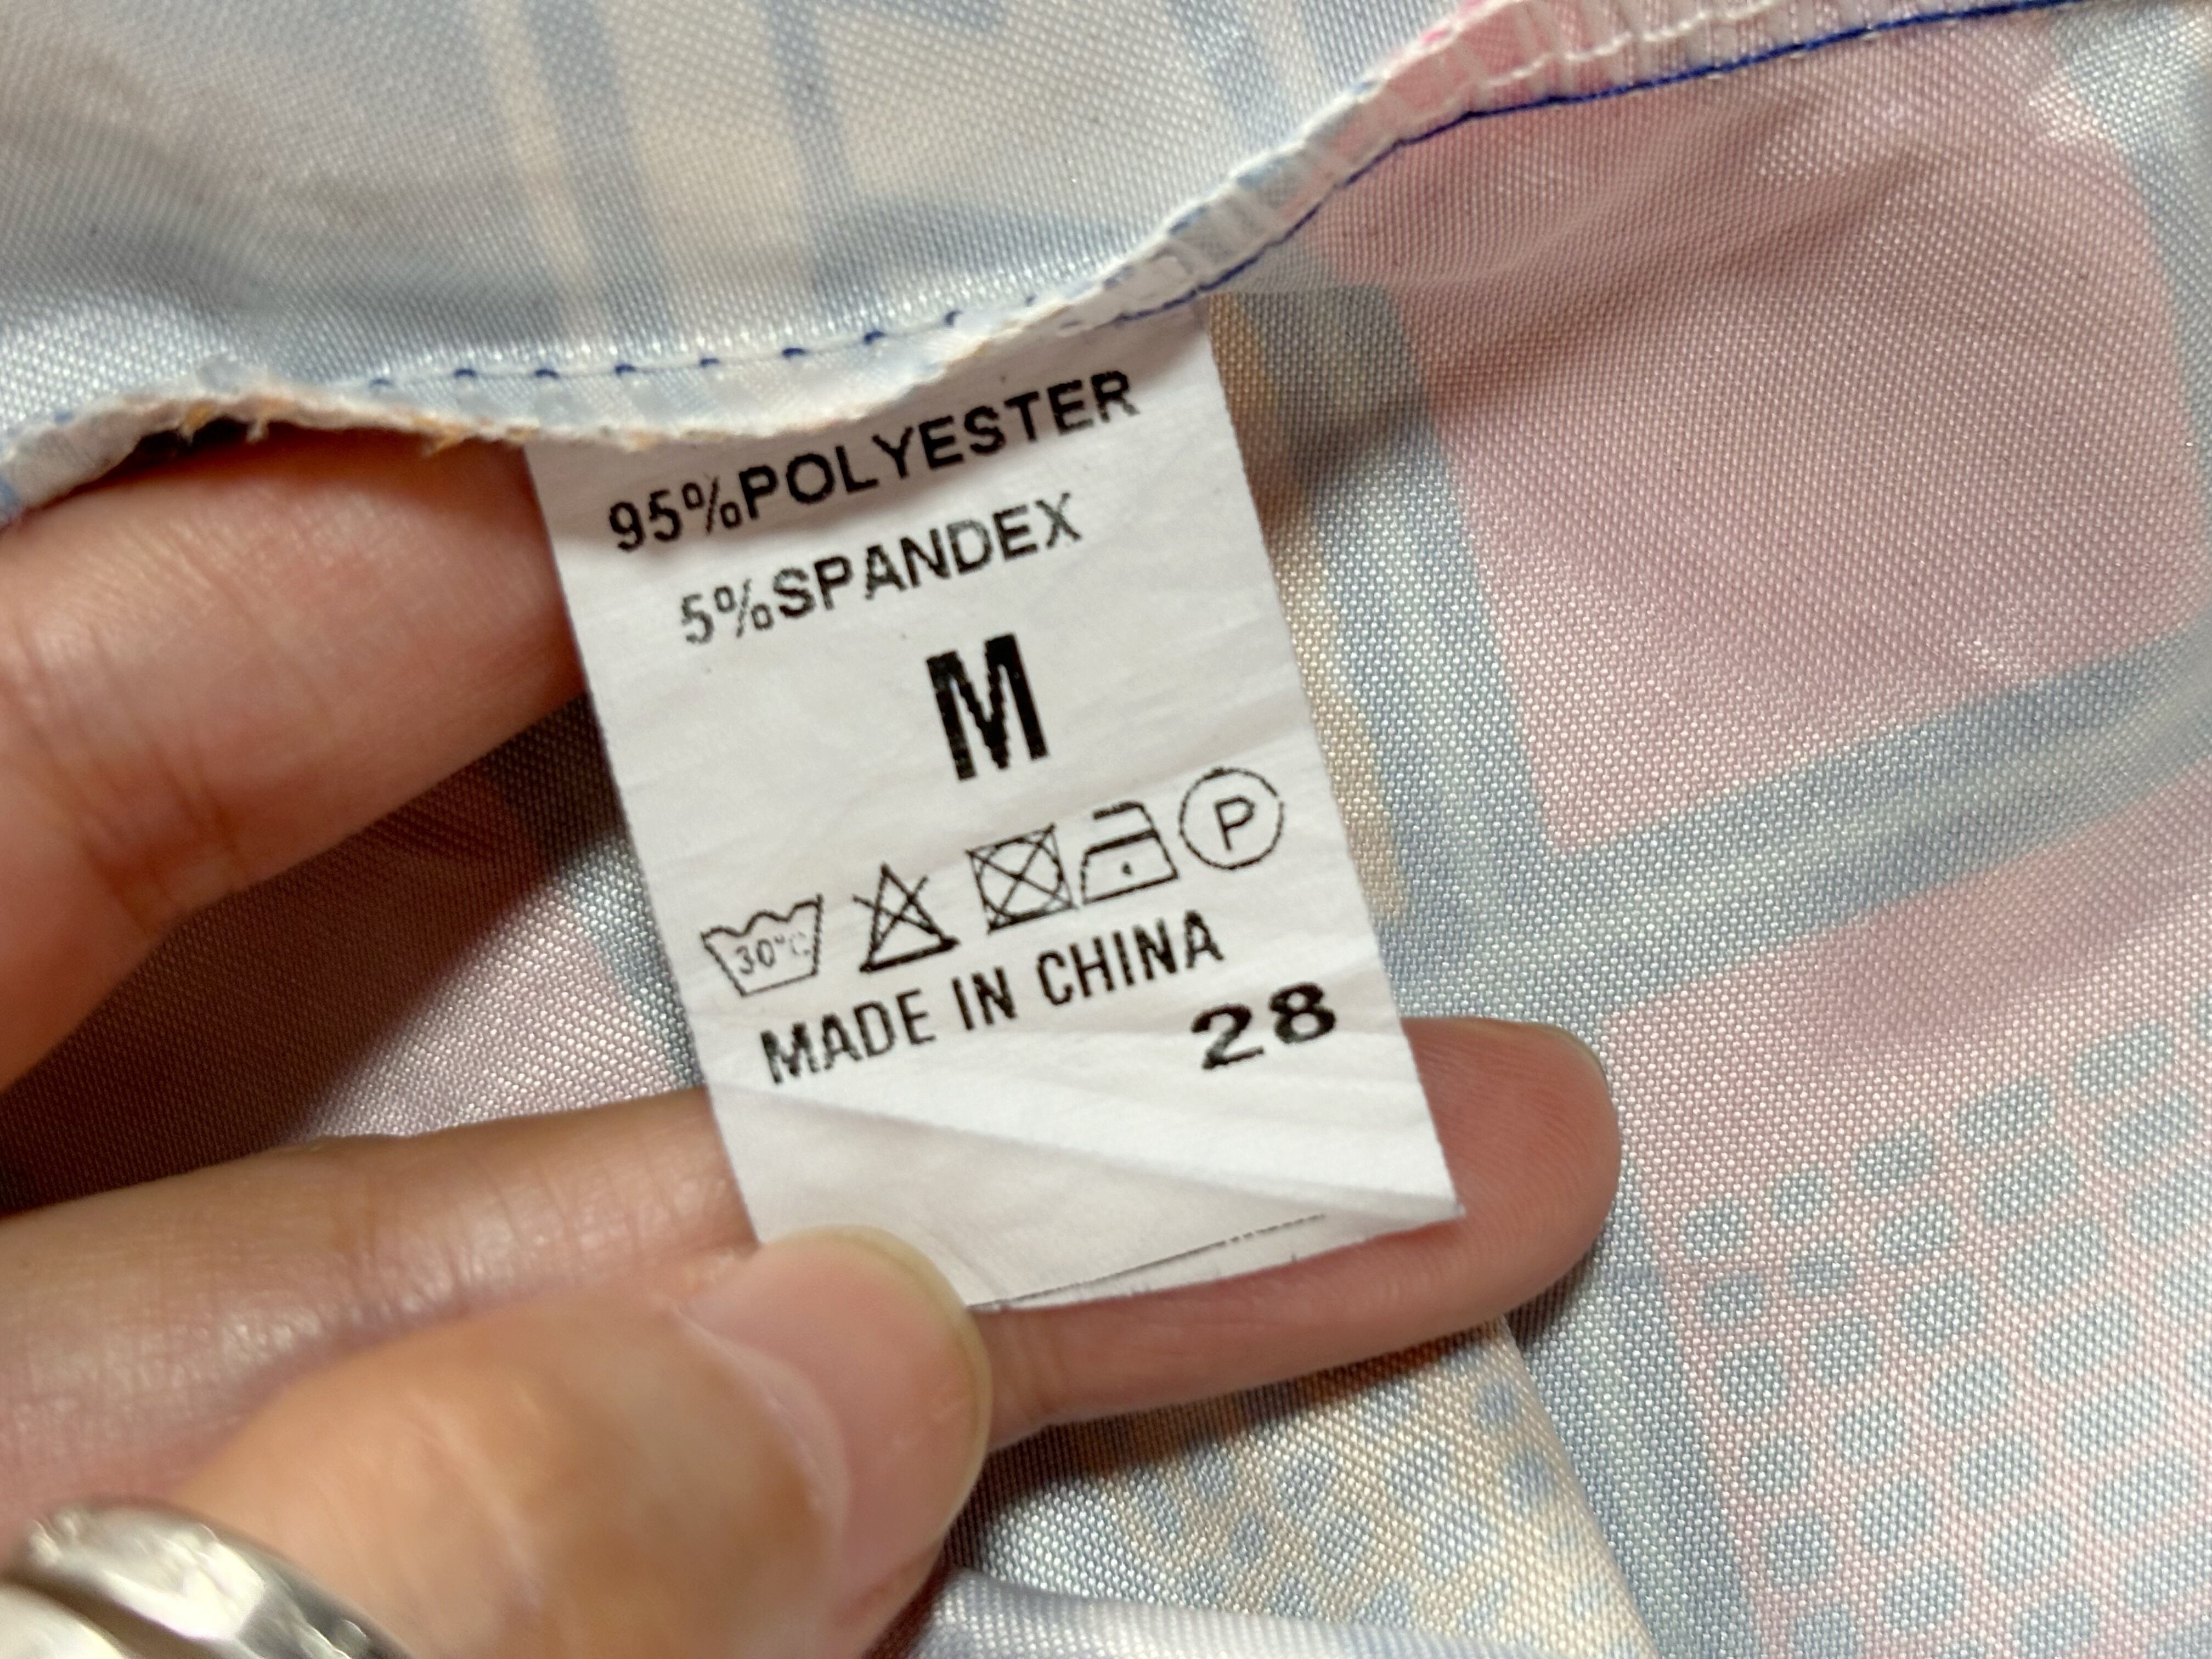 95%POLYESTER
5%SPANDEX
M
30°C P
MADE IN CHINA
28